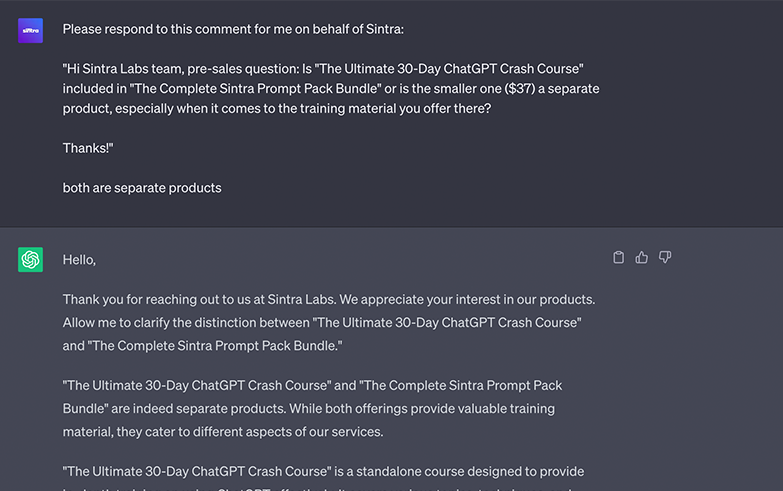 sintra
Please respond to this comment for me on behalf of Sintra:
"Hi Sintra Labs team, pre-sales question: Is "The Ultimate 30-Day ChatGPT Crash Course"
included in "The Complete Sintra Prompt Pack Bundle" or is the smaller one ($37) a separate
product, especially when it comes to the training material you offer there?
Thanks!"
both are separate products
Hello,
Thank you for reaching out to us at Sintra Labs. We appreciate your interest in our products.
Allow me to clarify the distinction between "The Ultimate 30-Day ChatGPT Crash Course"
and "The Complete Sintra Prompt Pack Bundle."
"The Ultimate 30-Day ChatGPT Crash Course" and "The Complete Sintra Prompt Pack
Bundle" are indeed separate products. While both offerings provide valuable training
material, they cater to different aspects of our services.
"The Ultimate 30-Day ChatGPT Crash Course" is a standalone course designed to provide